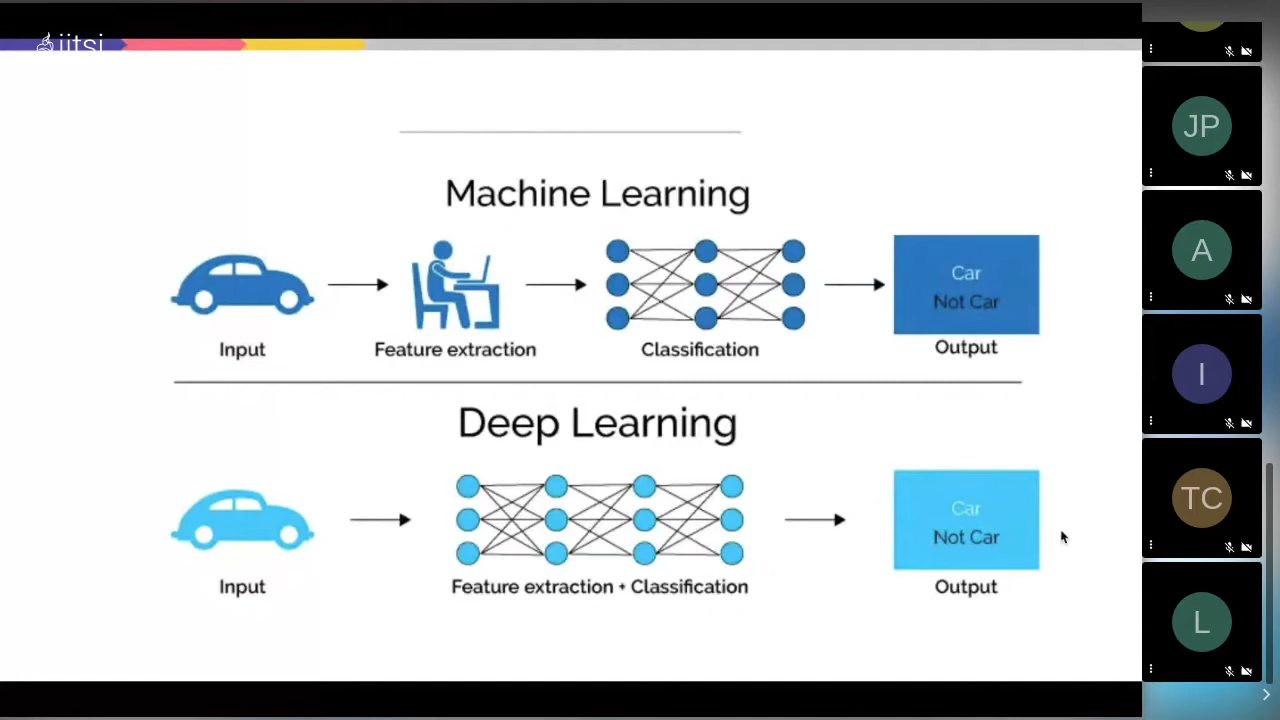 jitsi
Machine Learning
Car
Not Car
Input
Feature extraction
Classification
Output
Deep Learning
Car
Not Car
Input
Feature extraction + Classification
Output
JP
A
I
TC
L